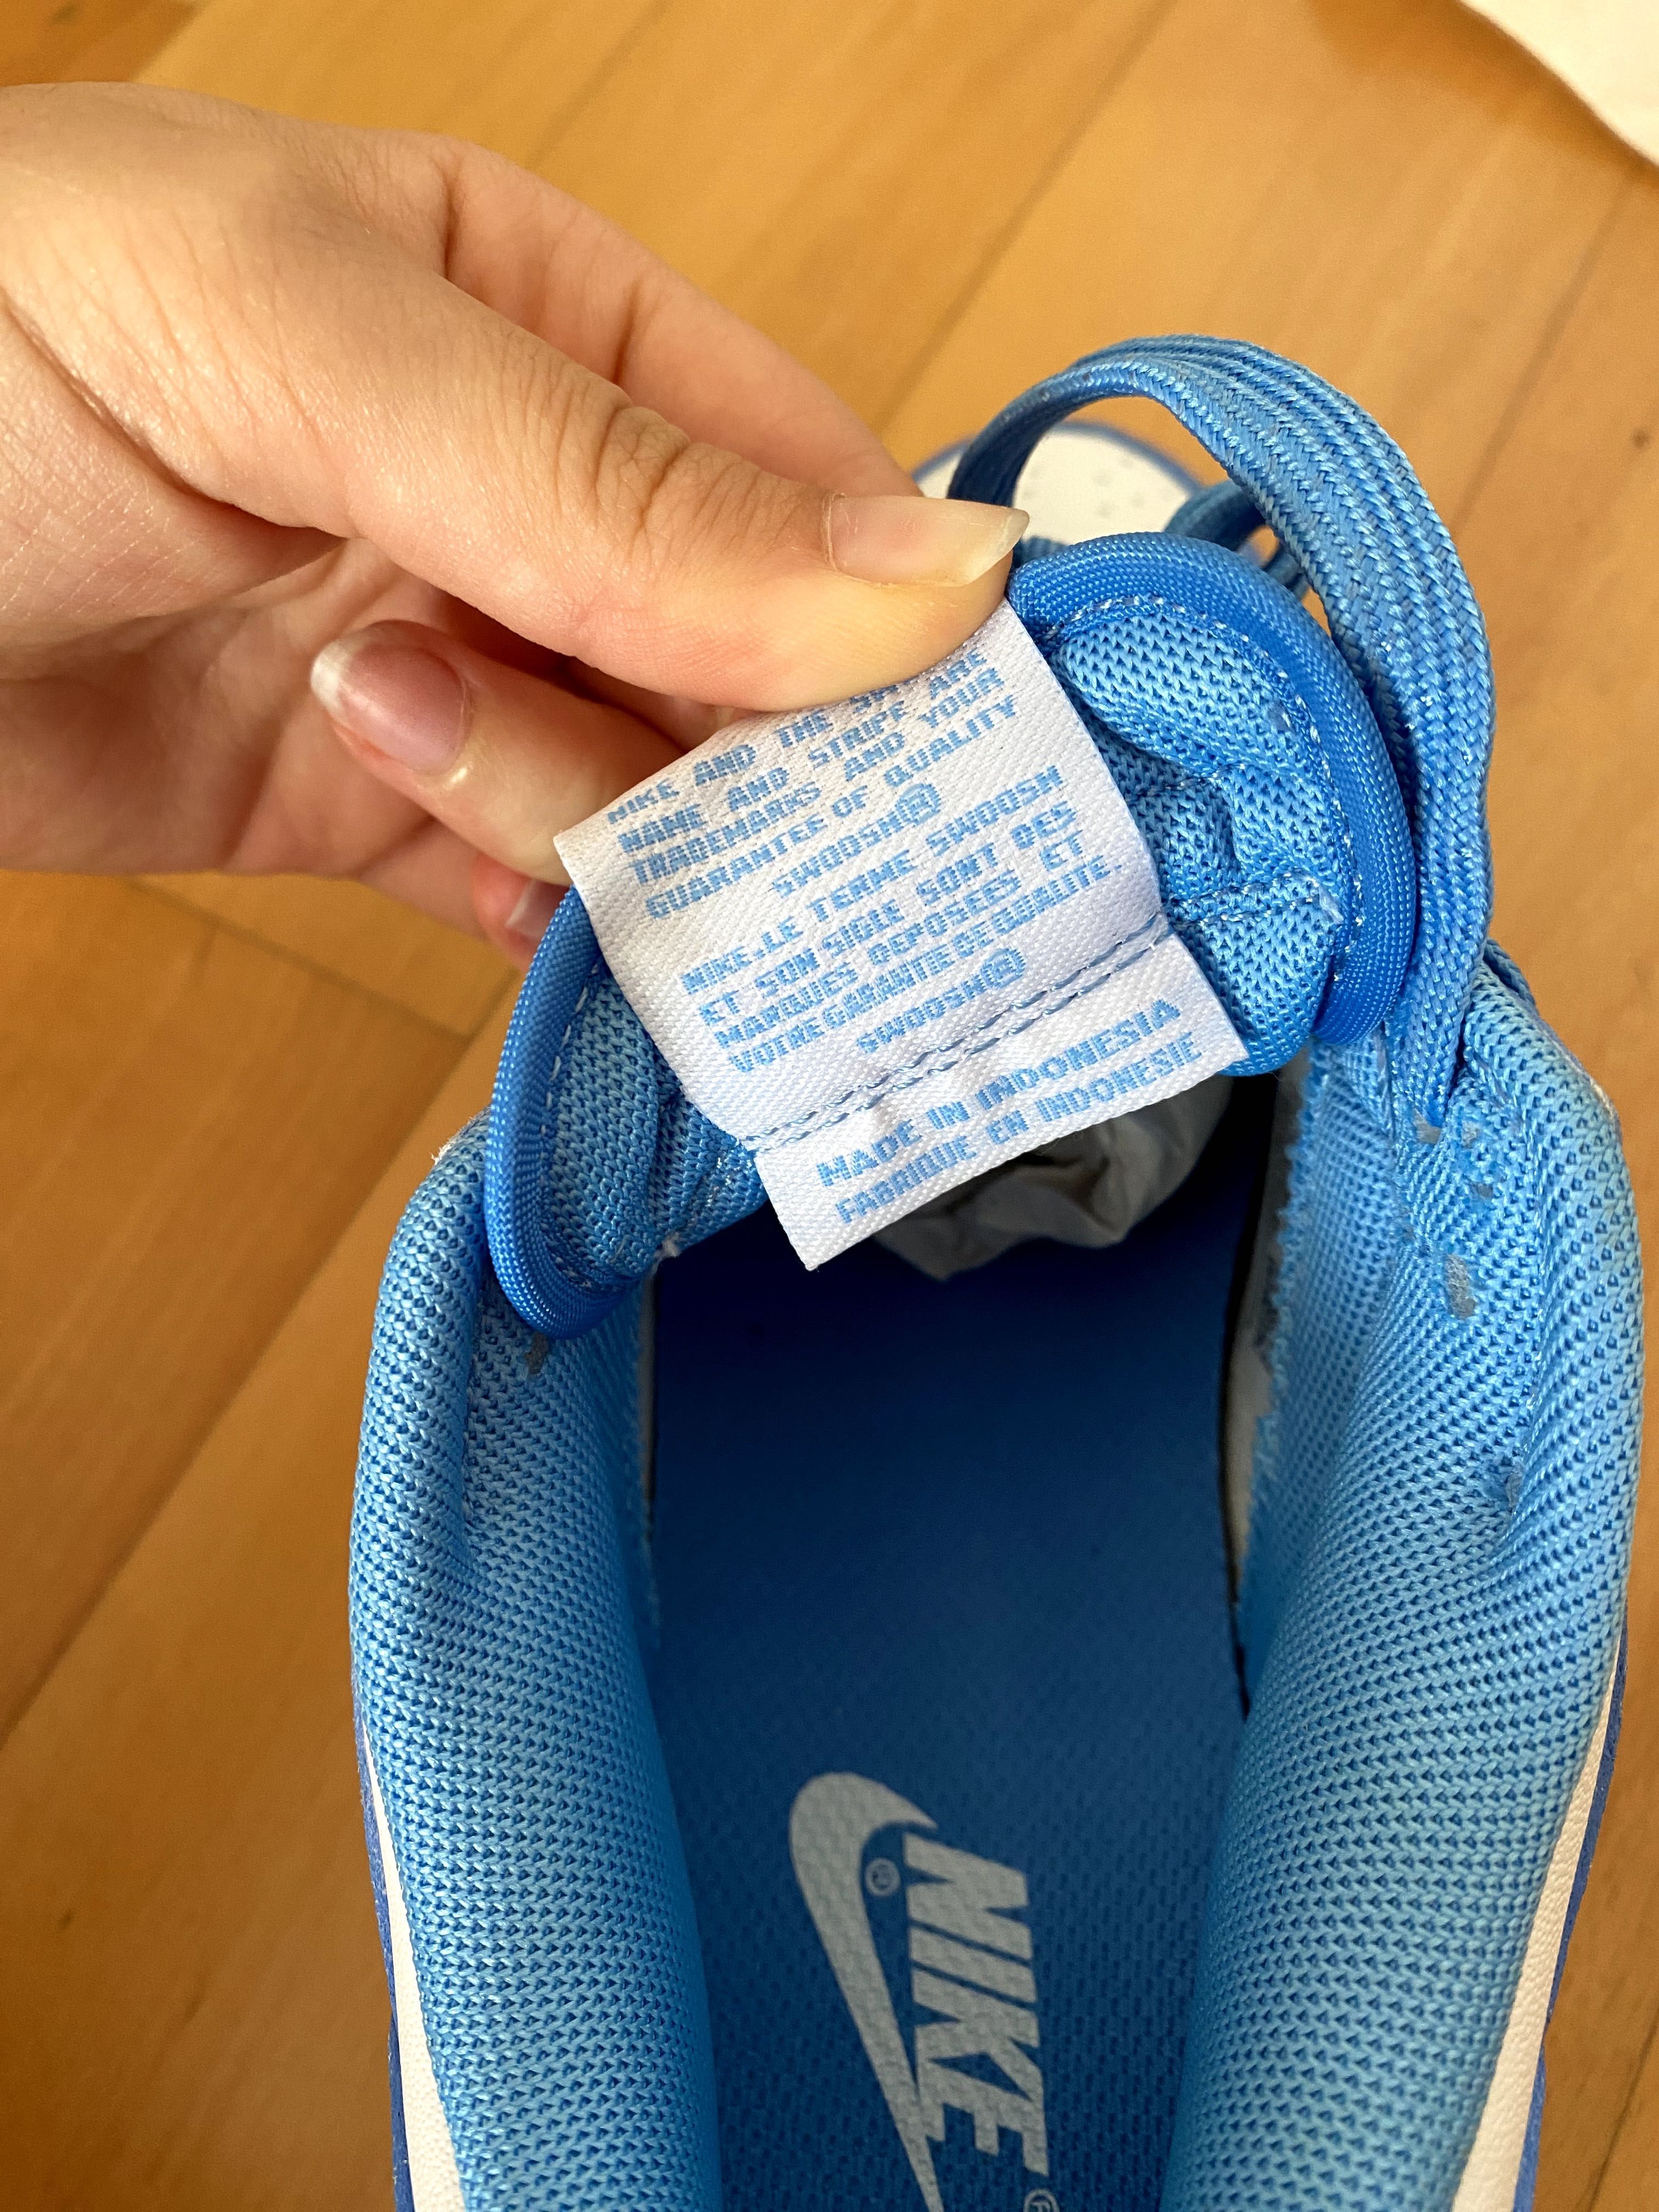 NIKE AND THE SW ARE
NAME AND STRIPE ARE
TRADEMARKS AND YOUR
GUARANTEE OF QUALITY
SWOOSH®
NIKE-LE TERME SWOOSH
ET SON SIGLE SONT DES
MARQUES DEPOSEES ET
VOTRE GARANTIE DE QUALITE
SWOOSH®
MADE IN INDONESIA
FABRIQUE EN INDONESIE
®
NIKE
®